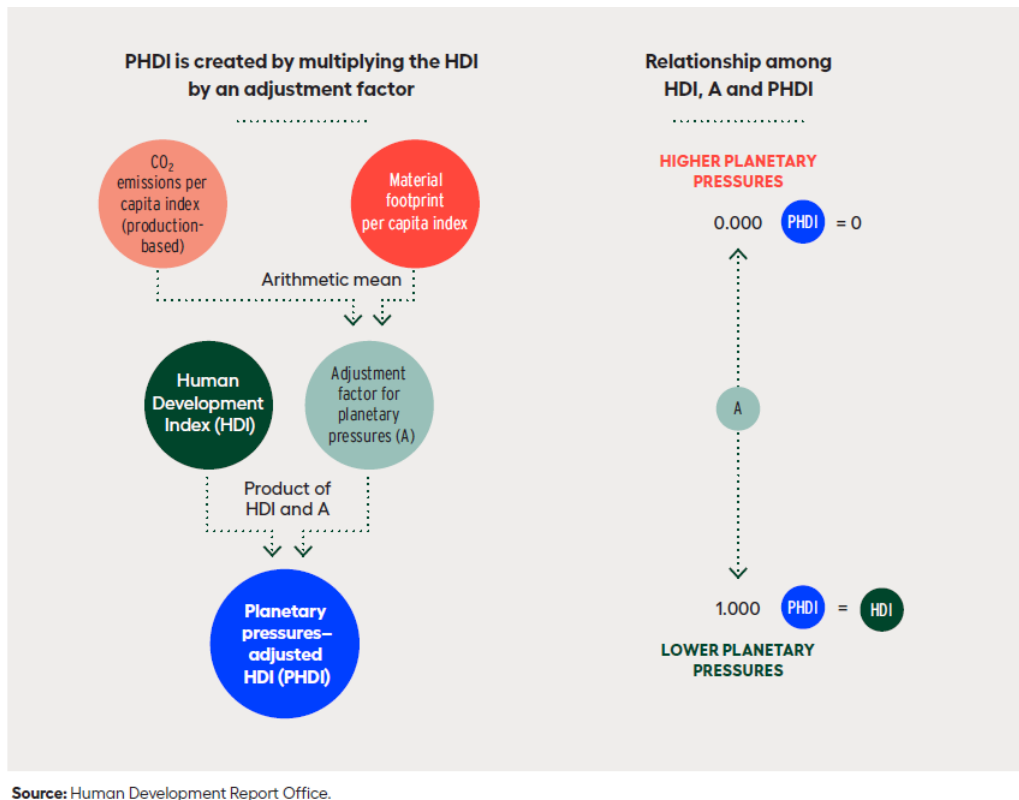 PHDI is created by multiplying the HDI
by an adjustment factor
CO₂
emissions per
capita index
(production-
based)
Material
footprint
per capita index
Arithmetic mean
Human
Development
Index (HDI)
Adjustment
factor for
planetary
pressures (A)
Product of
HDI and A
Planetary
pressures–
adjusted
HDI (PHDI)
Relationship among
HDI, A and PHDI
HIGHER PLANETARY
PRESSURES
0.000 PHDI = 0
A
1.000 PHDI = HDI
LOWER PLANETARY
PRESSURES
Source: Human Development Report Office.